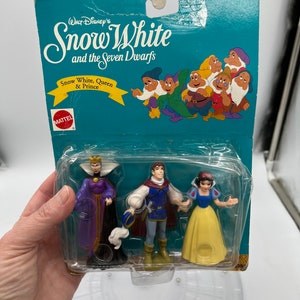 WALT DISNEY'S
Snow White
and the Seven Dwarfs
Snow White, Queen
& Prince
MATTEL